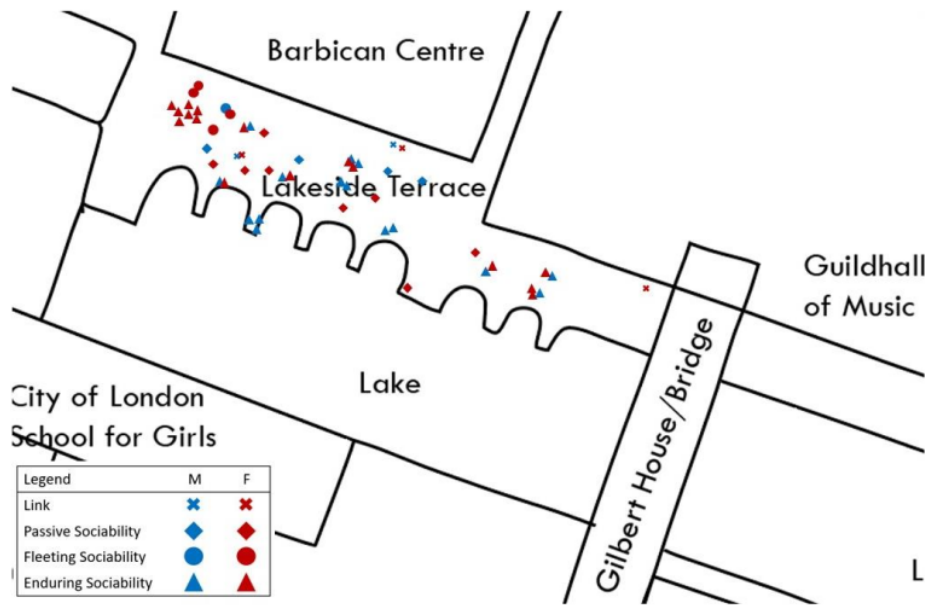 Barbican Centre
Lakeside Terrace
Guildhall
of Music
Gilbert House/Bridge
Lake
City of London
School for Girls
L
Legend M F
Link
Passive Sociability
Fleeting Sociability
Enduring Sociability